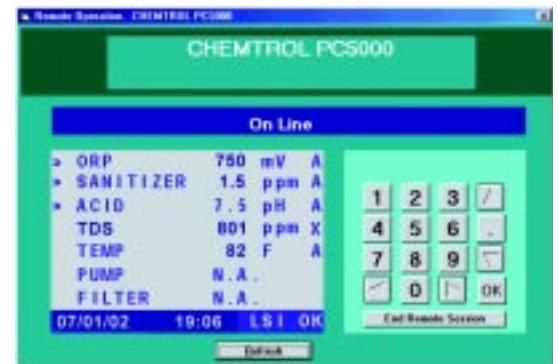 Remote Operation. CHEMTROL PC5000
CHEMTROL PC5000
On Line
» ORP 750 mV A
» SANITIZER 1.5 ppm A
» ACID 7.5 pH A
TDS 801 ppm X
TEMP 82 F A
PUMP N.A.
FILTER N.A.
07/01/02 19:06 LSI OK
1 2 3 /
4 5 6 .
7 8 9
0 OK
End Remote Session
Refresh